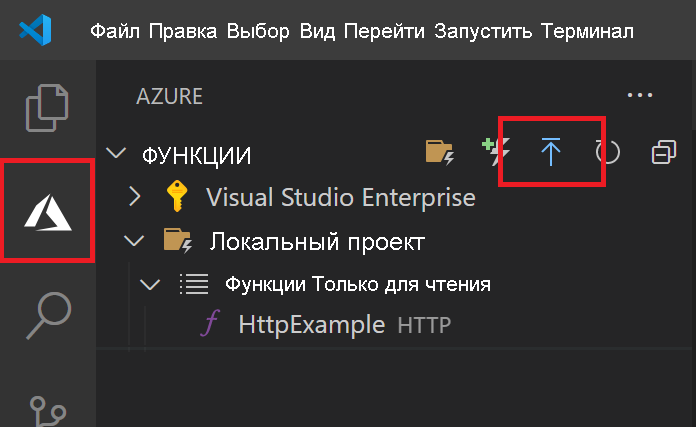 Файл Правка Выбор Вид Перейти Запустить Терминал
AZURE
ФУНКЦИИ
Visual Studio Enterprise
Локальный проект
Функции Только для чтения
HttpExample HTTP